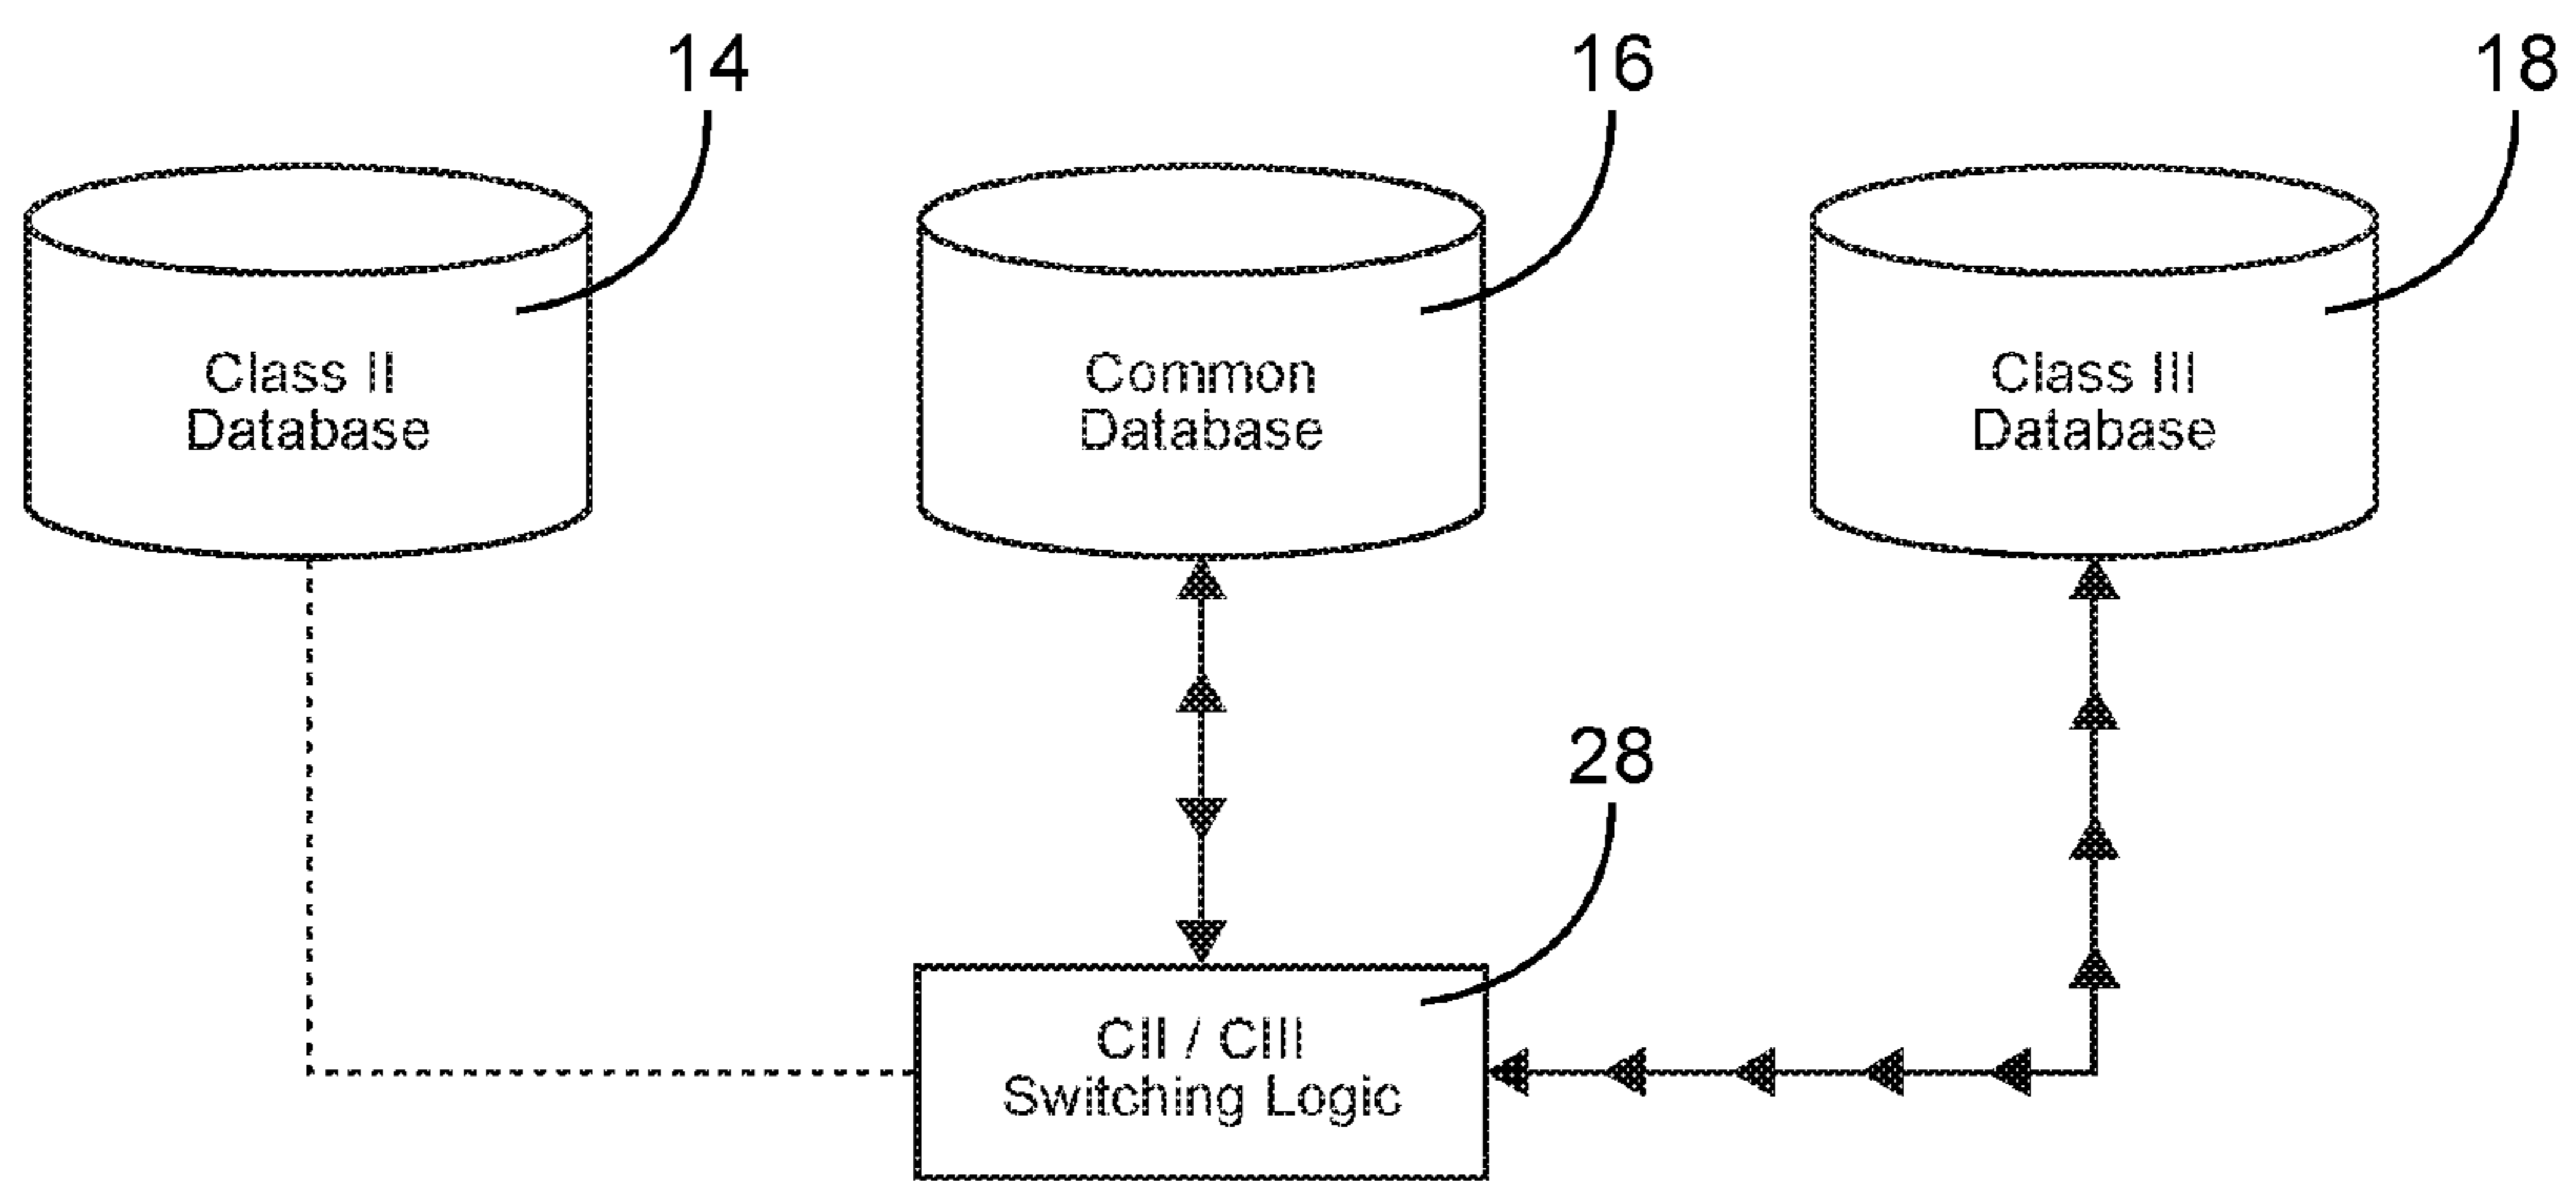 14
16
18
Class II
Database
Common
Database
Class III
Database
28
CII / CIII
Switching Logic